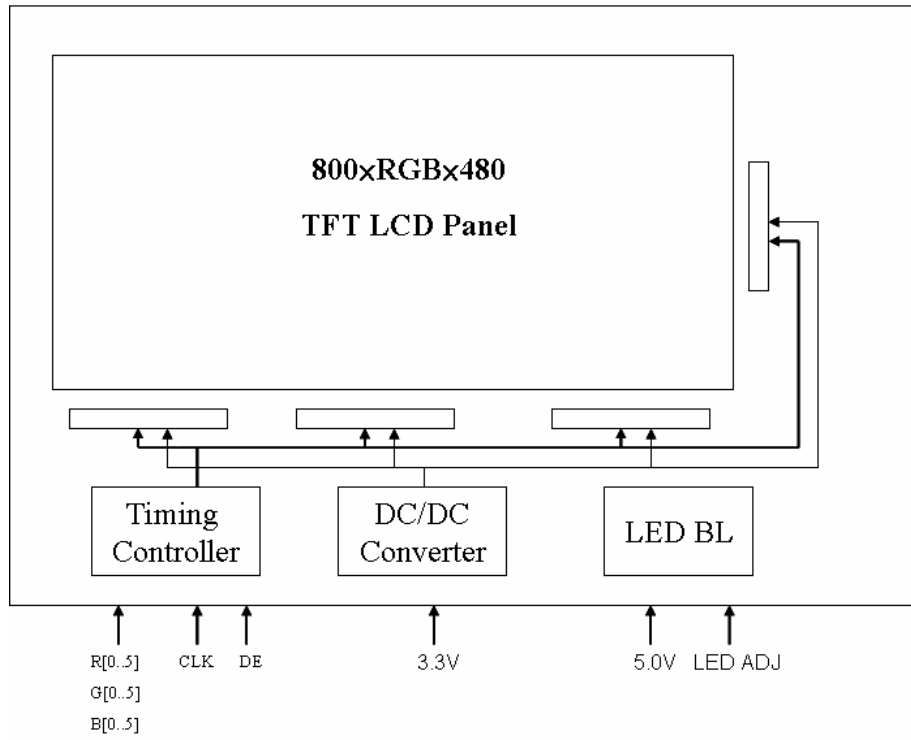 800xRGBx480
TFT LCD Panel
Timing
Controller
DC/DC
Converter
LED BL
R[0..5]
G[0..5]
B[0..5]
CLK
DE
3.3V
5.0V
LED ADJ